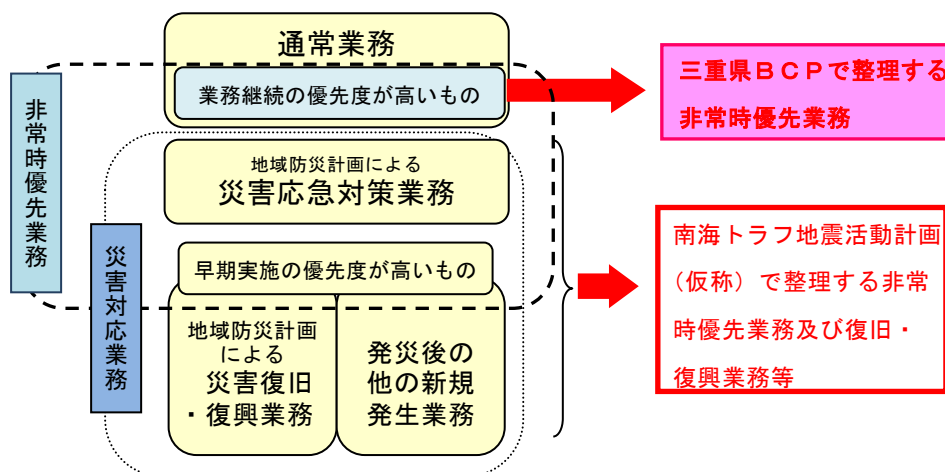 通常業務
業務継続の優先度が高いもの
三重県BCPで整理する
非常時優先業務
非常時優先業務
地域防災計画による
災害応急対策業務
災害対応業務
早期実施の優先度が高いもの
地域防災計画
による
災害復旧
・復興業務
発災後の
他の新規
発生業務
南海トラフ地震活動計画
（仮称）で整理する非常
時優先業務及び復旧・
復興業務等